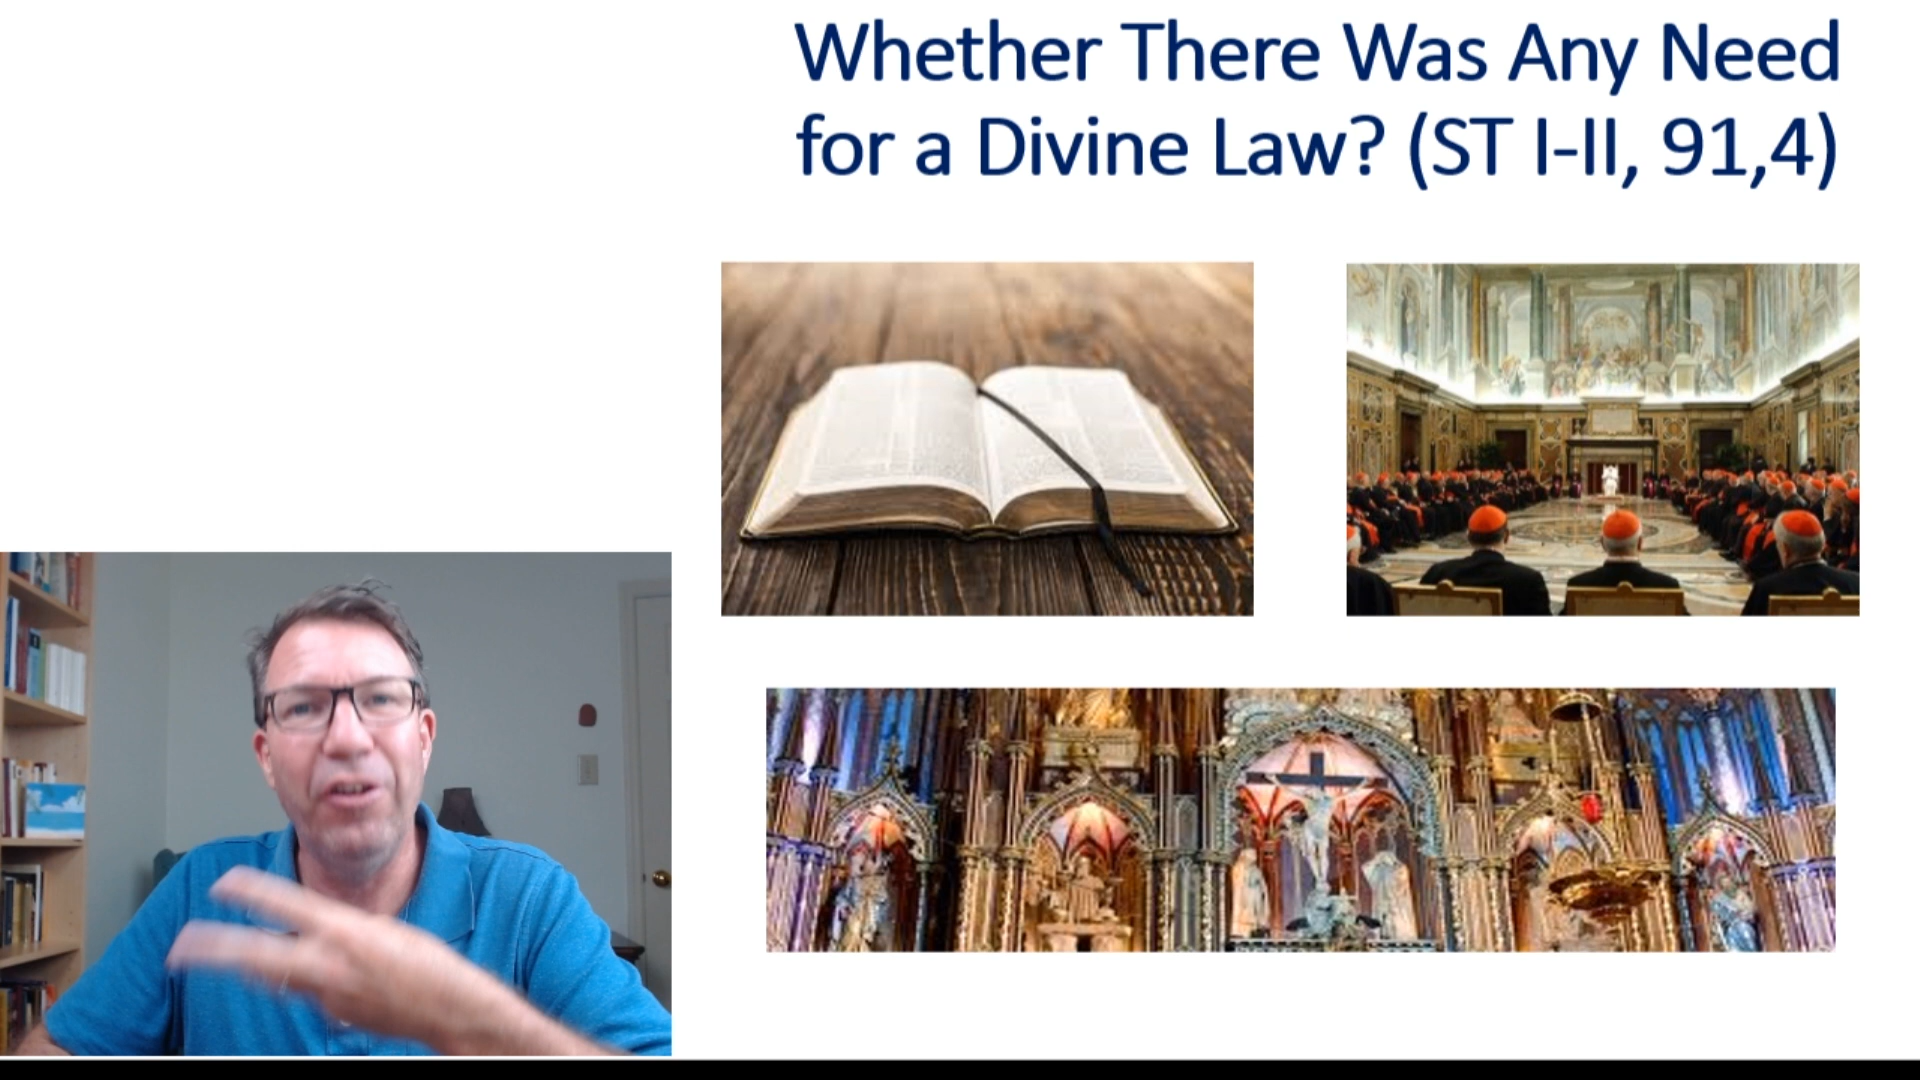 Whether There Was Any Need
for a Divine Law? (ST I-II, 91,4)